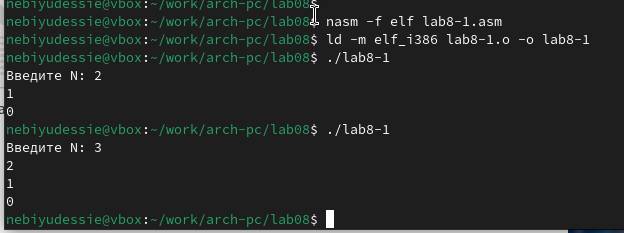 nebiyudessie@vbox:~/work/arch-pc/lab08$
nebiyudessie@vbox:~/work/arch-pc/lab08$ nasm -f elf lab8-1.asm
nebiyudessie@vbox:~/work/arch-pc/lab08$ ld -m elf_i386 lab8-1.o -o lab8-1
nebiyudessie@vbox:~/work/arch-pc/lab08$ ./lab8-1
Введите N: 2
1
0
nebiyudessie@vbox:~/work/arch-pc/lab08$ ./lab8-1
Введите N: 3
2
1
0
nebiyudessie@vbox:~/work/arch-pc/lab08$